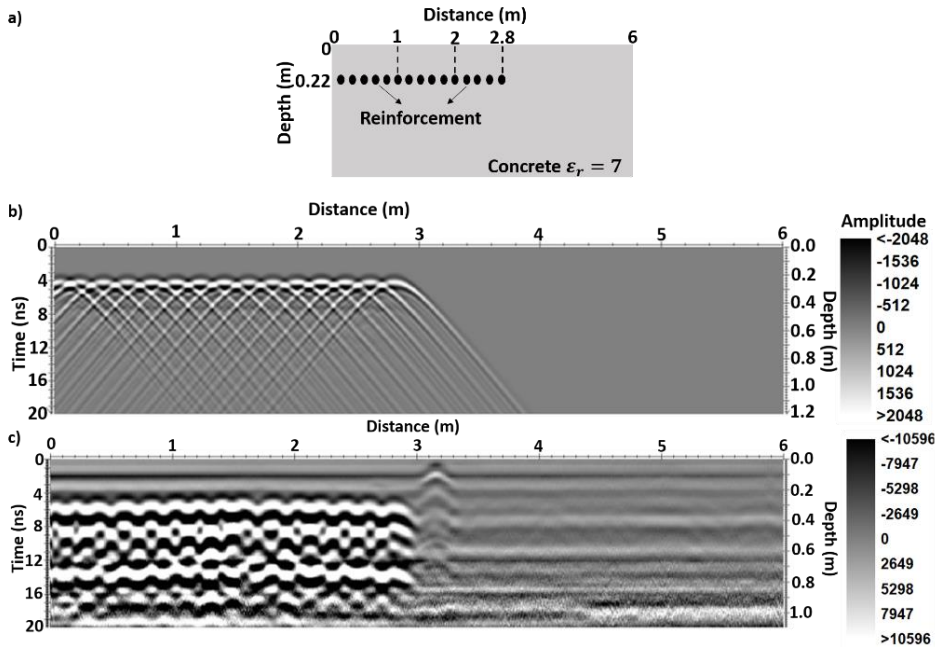 a)
Distance (m)
0 1 2 2.8 6
0
0.22
Depth (m)
Reinforcement
Concrete εᵣ = 7
b)
Distance (m)
0 1 2 3 4 5 6
0 0.0
4 0.2
8 0.4
12 0.6
16 0.8
20 1.0
1.2
Time (ns)
Depth (m)
Amplitude
<-2048
-1536
-1024
-512
0
512
1024
1536
>2048
c)
Distance (m)
0 1 2 3 4 5 6
0 0.0
4 0.2
8 0.4
12 0.6
16 0.8
20 1.0
Time (ns)
Depth (m)
<-10596
-7947
-5298
-2649
0
2649
5298
7947
>10596